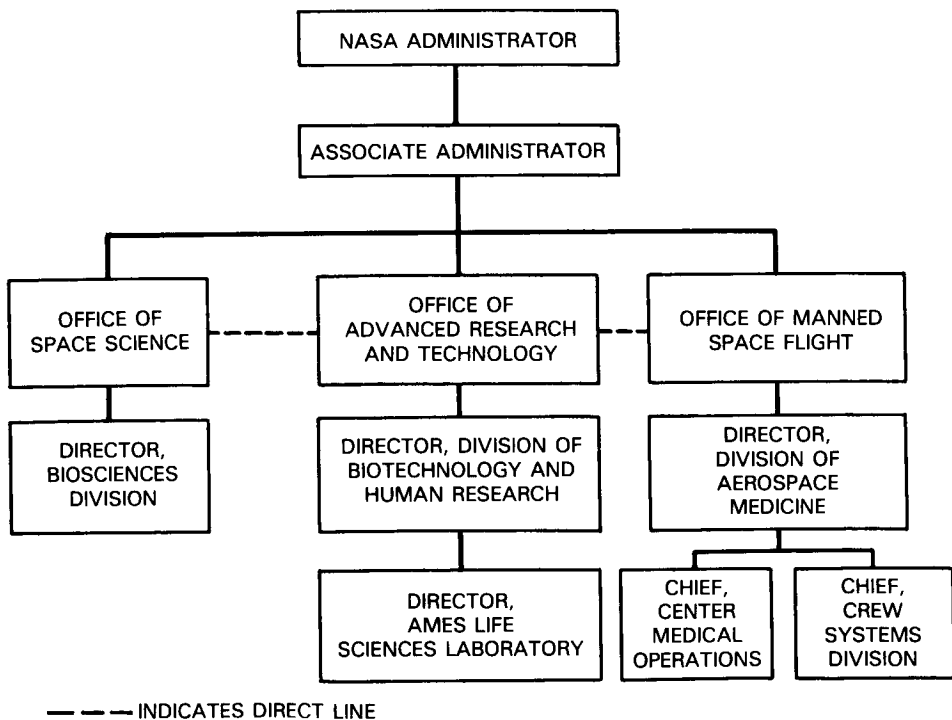 NASA ADMINISTRATOR
ASSOCIATE ADMINISTRATOR
OFFICE OF
SPACE SCIENCE
OFFICE OF
ADVANCED RESEARCH
AND TECHNOLOGY
OFFICE OF MANNED
SPACE FLIGHT
DIRECTOR,
BIOSCIENCES
DIVISION
DIRECTOR, DIVISION OF
BIOTECHNOLOGY AND
HUMAN RESEARCH
DIRECTOR,
DIVISION OF
AEROSPACE
MEDICINE
DIRECTOR,
AMES LIFE
SCIENCES LABORATORY
CHIEF,
CENTER
MEDICAL
OPERATIONS
CHIEF,
CREW
SYSTEMS
DIVISION
INDICATES DIRECT LINE